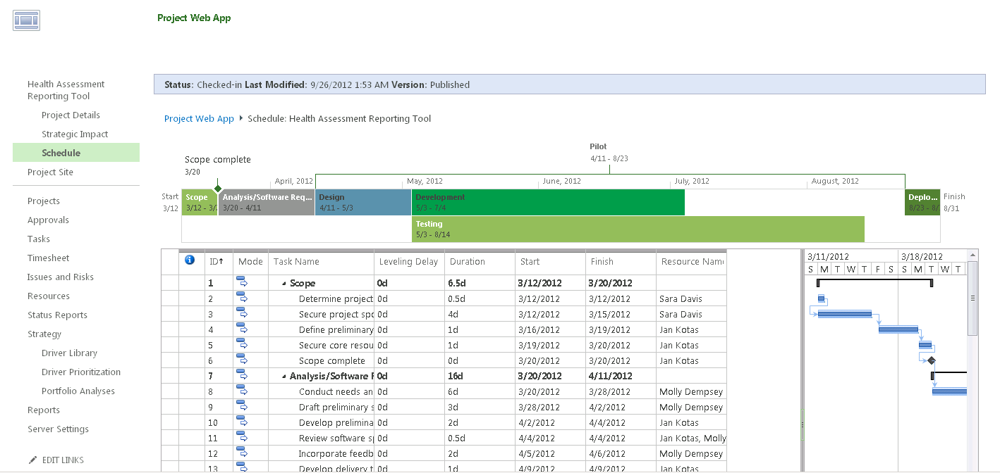 Project Web App
Health Assessment
Reporting Tool
Project Details
Strategic Impact
Schedule
Project Site
Projects
Approvals
Tasks
Timesheet
Issues and Risks
Resources
Status Reports
Strategy
Driver Library
Driver Prioritization
Portfolio Analyses
Reports
Server Settings
EDIT LINKS
Status: Checked-in Last Modified: 9/26/2012 1:53 AM Version: Published
Project Web App Schedule: Health Assessment Reporting Tool
Pilot
4/11 - 8/23
Scope complete
3/20
April, 2012 May, 2012 June, 2012 July, 2012 August, 2012
Start
3/12
Scope
3/12 - 3/
Analysis/Software Req...
3/20 - 4/11
Design
4/11 - 5/3
Development
5/3 - 7/4
Deplo...
8/23 - 8/
Finish
8/31
Testing
5/3 - 8/14
ID↑ Mode Task Name Leveling Delay Duration Start Finish Resource Name
1 Scope 0d 6.5d 3/12/2012 3/20/2012
2 Determine project 0d 0.5d 3/12/2012 3/12/2012 Sara Davis
3 Secure project spo 0d 4d 3/12/2012 3/15/2012 Sara Davis
4 Define preliminary 0d 1d 3/16/2012 3/19/2012 Jan Kotas
5 Secure core resou 0d 1d 3/19/2012 3/20/2012 Jan Kotas
6 Scope complete 0d 0d 3/20/2012 3/20/2012 Jan Kotas
7 Analysis/Software R 0d 16d 3/20/2012 4/11/2012
8 Conduct needs an 0d 6d 3/20/2012 3/28/2012 Molly Dempsey
9 Draft preliminary s 0d 3d 3/28/2012 4/2/2012 Molly Dempsey
10 Develop prelimina 0d 2d 4/2/2012 4/4/2012 Jan Kotas
11 Review software sp 0d 0.5d 4/4/2012 4/4/2012 Jan Kotas, Molly
12 Incorporate feedb 0d 2d 4/5/2012 4/6/2012 Molly Dempsey
13 Develop delivery t 0d 1d 4/9/2012 4/9/2012 Jan Kotas
3/11/2012 3/18/2012
S M T W T F S S M T W T